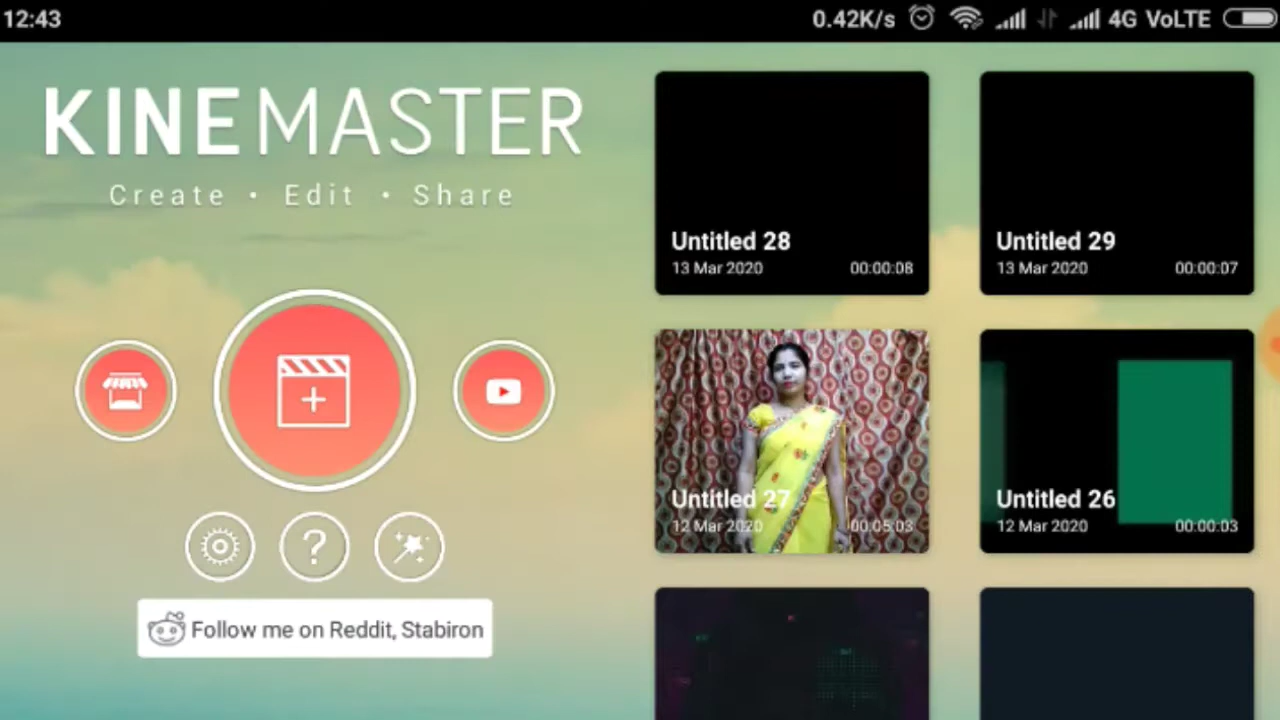 12:43
0.42K/s 4G VoLTE
KINEMASTER
Create • Edit • Share
Untitled 28
13 Mar 2020 00:00:08
Untitled 29
13 Mar 2020 00:00:07
Untitled 27
12 Mar 2020 00:05:03
Untitled 26
12 Mar 2020 00:00:03
Follow me on Reddit, Stabiron